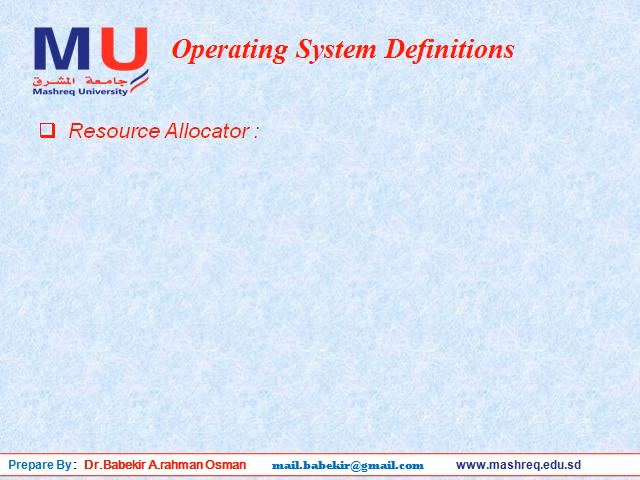 MU
جامعة المشرق
Mashreq University
Operating System Definitions
Resource Allocator :
Prepare By : Dr.Babekir A.rahman Osman mail.babekir@gmail.com www.mashreq.edu.sd